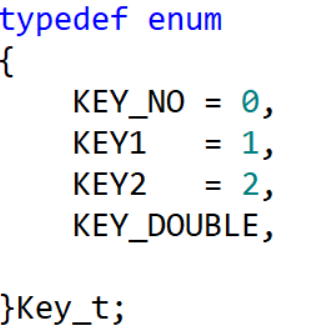 typedef enum
{
    KEY_NO = 0,
    KEY1   = 1,
    KEY2   = 2,
    KEY_DOUBLE,

}Key_t;